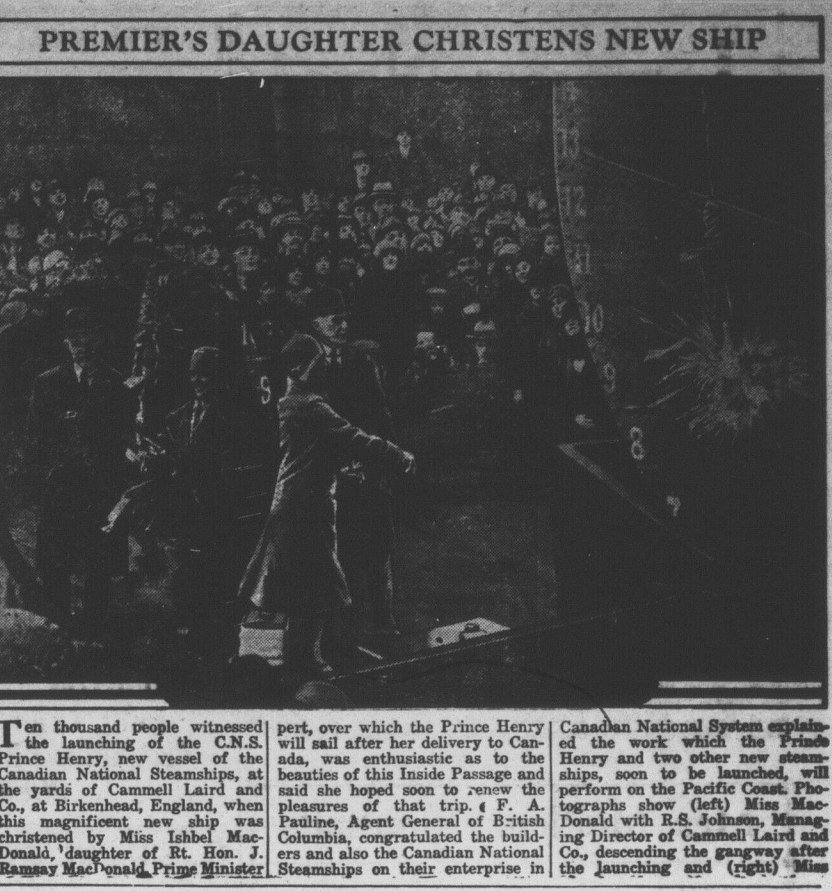 PREMIER'S DAUGHTER CHRISTENS NEW SHIP
13
12
11
10
9
8
7
9
Ten thousand people witnessed
the launching of the C.N.S.
Prince Henry, new vessel of the
Canadian National Steamships, at
the yards of Cammell Laird and
Co., at Birkenhead, England, when
this magnificent new ship was
christened by Miss Ishbel Mac-
Donald, daughter of Rt. Hon. J.
Ramsay MacDonald, Prime Minister
pert, over which the Prince Henry
will sail after her delivery to Can-
ada, was enthusiastic as to the
beauties of this Inside Passage and
said she hoped soon to renew the
pleasures of that trip. F. A.
Pauline, Agent General of British
Columbia, congratulated the build-
ers and also the Canadian National
Steamships on their enterprise in
Canadian National System explain-
ed the work which the Prince
Henry and two other new steam-
ships, soon to be launched, will
perform on the Pacific Coast. Pho-
tographs show (left) Miss Mac-
Donald with R.S. Johnson, Manag-
ing Director of Cammell Laird and
Co., descending the gangway after
the launching and (right) Miss